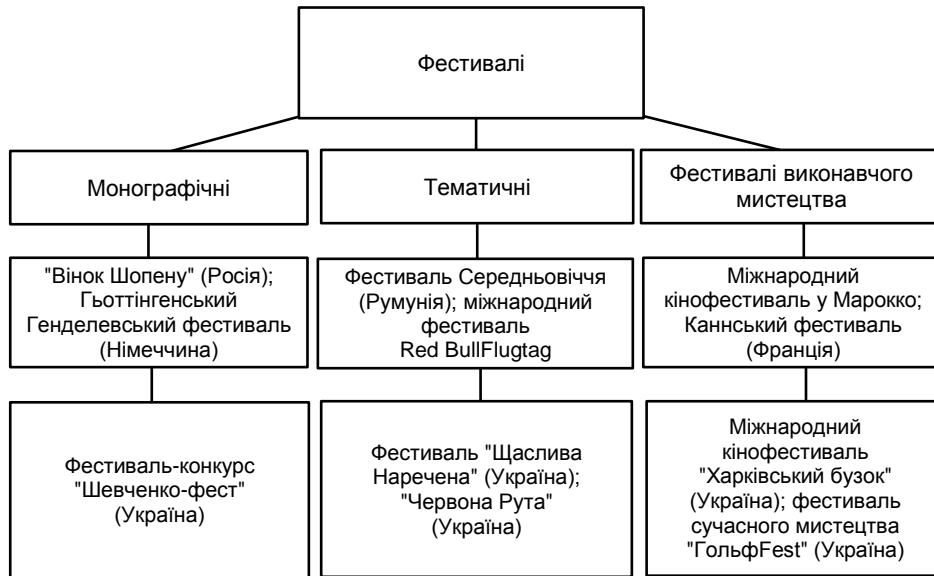 Фестивалі
Монографічні
Тематичні
Фестивалі виконавчого
мистецтва
"Вінок Шопену" (Росія);
Гьоттінгенський
Генделевський фестиваль
(Німеччина)
Фестиваль Середньовіччя
(Румунія); міжнародний
фестиваль
Red BullFlugtag
Міжнародний
кінофестиваль у Марокко;
Каннський фестиваль
(Франція)
Фестиваль-конкурс
"Шевченко-фест"
(Україна)
Фестиваль "Щаслива
Наречена" (Україна);
"Червона Рута"
(Україна)
Міжнародний
кінофестиваль
"Харківський бузок"
(Україна); фестиваль
сучасного мистецтва
"ГольфFest" (Україна)